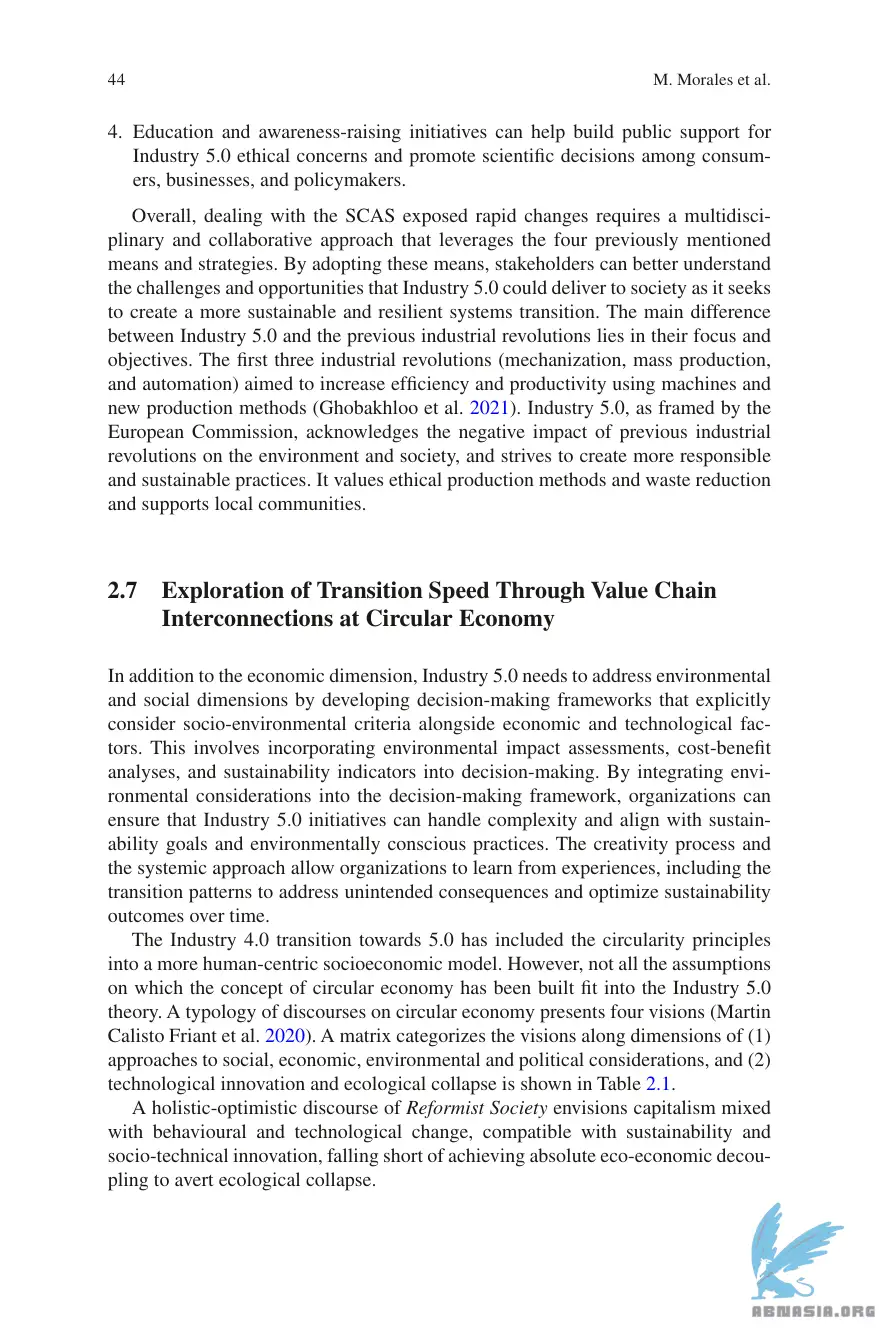 44
M. Morales et al.
4. Education and awareness-raising initiatives can help build public support for
Industry 5.0 ethical concerns and promote scientific decisions among consum-
ers, businesses, and policymakers.
Overall, dealing with the SCAS exposed rapid changes requires a multidisci-
plinary and collaborative approach that leverages the four previously mentioned
means and strategies. By adopting these means, stakeholders can better understand
the challenges and opportunities that Industry 5.0 could deliver to society as it seeks
to create a more sustainable and resilient systems transition. The main difference
between Industry 5.0 and the previous industrial revolutions lies in their focus and
objectives. The first three industrial revolutions (mechanization, mass production,
and automation) aimed to increase efficiency and productivity using machines and
new production methods (Ghobakhloo et al. 2021). Industry 5.0, as framed by the
European Commission, acknowledges the negative impact of previous industrial
revolutions on the environment and society, and strives to create more responsible
and sustainable practices. It values ethical production methods and waste reduction
and supports local communities.
2.7 Exploration of Transition Speed Through Value Chain
Interconnections at Circular Economy
In addition to the economic dimension, Industry 5.0 needs to address environmental
and social dimensions by developing decision-making frameworks that explicitly
consider socio-environmental criteria alongside economic and technological fac-
tors. This involves incorporating environmental impact assessments, cost-benefit
analyses, and sustainability indicators into decision-making. By integrating envi-
ronmental considerations into the decision-making framework, organizations can
ensure that Industry 5.0 initiatives can handle complexity and align with sustain-
ability goals and environmentally conscious practices. The creativity process and
the systemic approach allow organizations to learn from experiences, including the
transition patterns to address unintended consequences and optimize sustainability
outcomes over time.
The Industry 4.0 transition towards 5.0 has included the circularity principles
into a more human-centric socioeconomic model. However, not all the assumptions
on which the concept of circular economy has been built fit into the Industry 5.0
theory. A typology of discourses on circular economy presents four visions (Martin
Calisto Friant et al. 2020). A matrix categorizes the visions along dimensions of (1)
approaches to social, economic, environmental and political considerations, and (2)
technological innovation and ecological collapse is shown in Table 2.1.
A holistic-optimistic discourse of Reformist Society envisions capitalism mixed
with behavioural and technological change, compatible with sustainability and
socio-technical innovation, falling short of achieving absolute eco-economic decou-
pling to avert ecological collapse.
ABNASIA.ORG